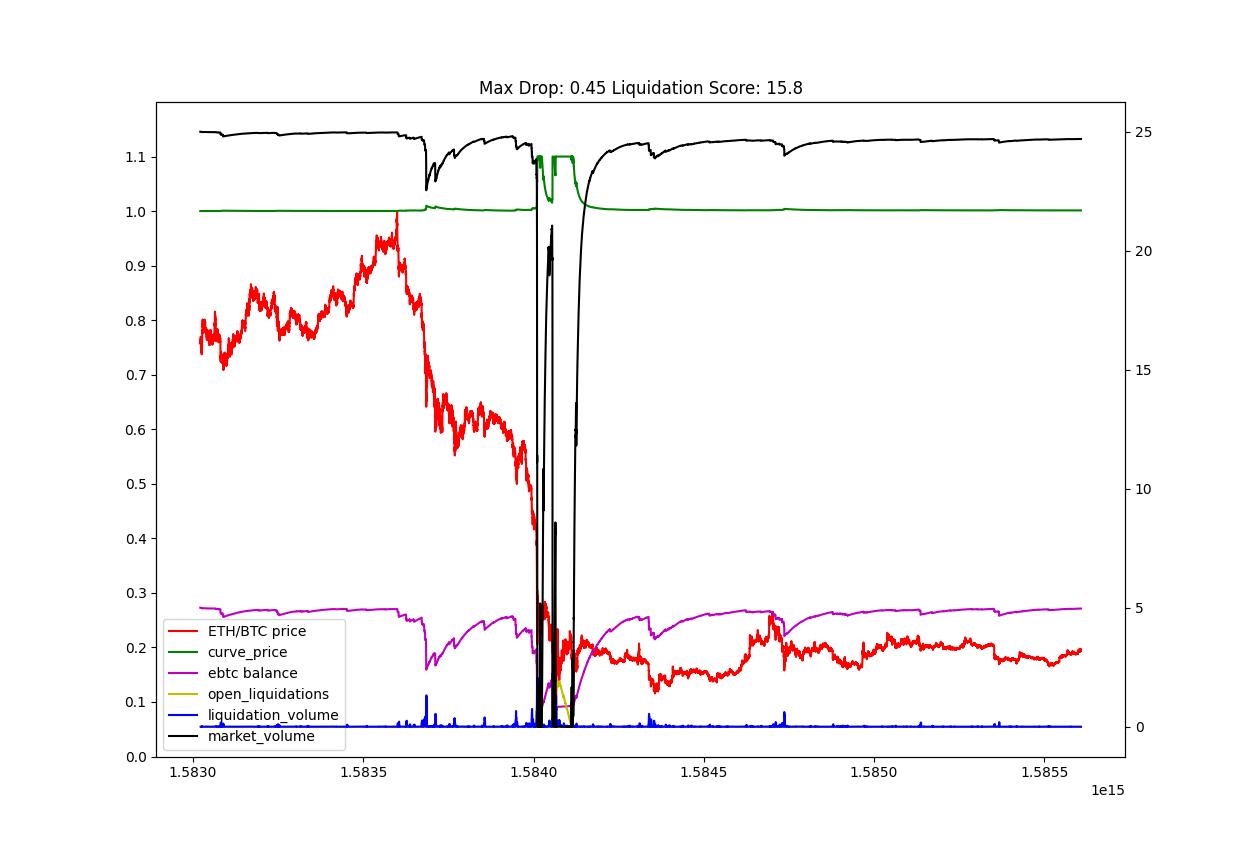 Max Drop: 0.45 Liquidation Score: 15.8
1.1
1.0
0.9
0.8
0.7
0.6
0.5
0.4
0.3
0.2
0.1
0.0
25
20
15
10
5
0
ETH/BTC price
curve_price
ebtc balance
open_liquidations
liquidation_volume
market_volume
1.5830 1.5835 1.5840 1.5845 1.5850 1.5855
1e15